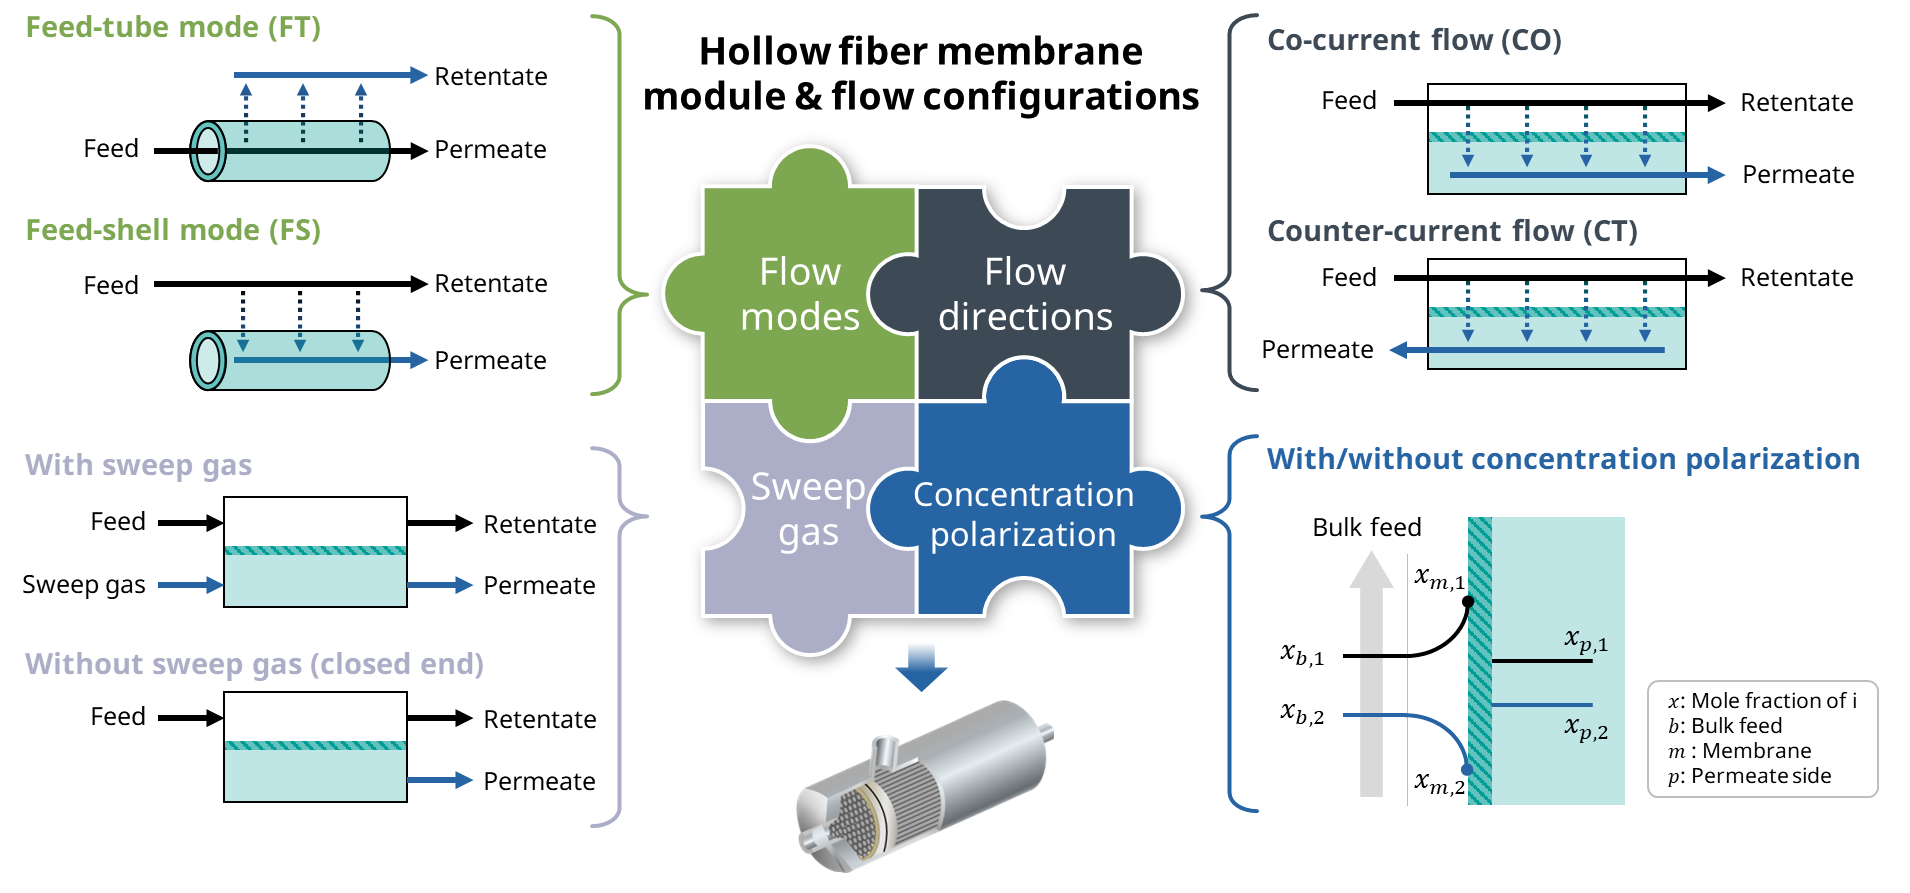 Hollow fiber membrane
module & flow configurations
Feed-tube mode (FT)
Retentate
Feed
Permeate
Feed-shell mode (FS)
Feed
Retentate
Permeate
With sweep gas
Feed
Retentate
Sweep gas
Permeate
Without sweep gas (closed end)
Feed
Retentate
Permeate
Flow
modes
Flow
directions
Sweep
gas
Concentration
polarization
Co-current flow (CO)
Feed
Retentate
Permeate
Counter-current flow (CT)
Feed
Retentate
Permeate
With/without concentration polarization
Bulk feed
x_{m,1}
x_{b,1}
x_{p,1}
x_{b,2}
x_{p,2}
x_{m,2}
x: Mole fraction of i
b: Bulk feed
m : Membrane
p: Permeate side